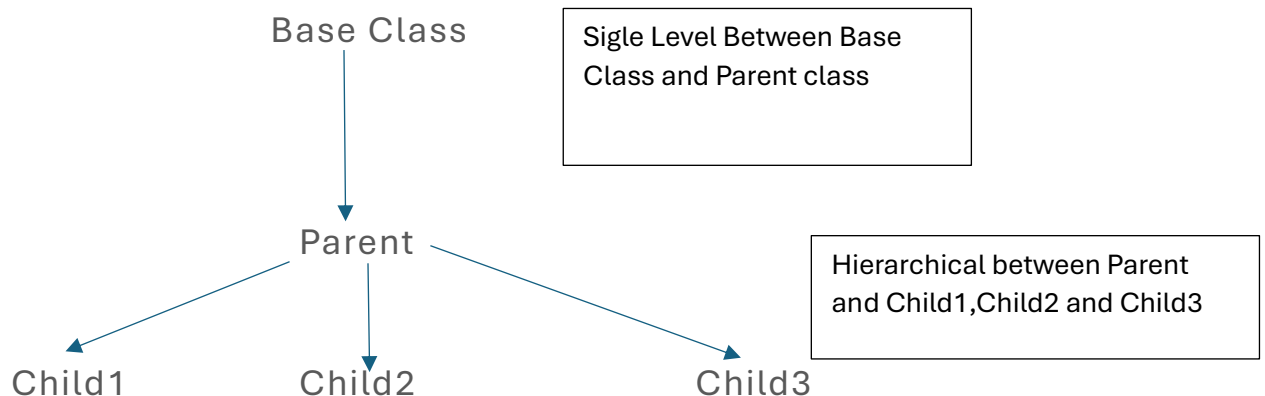 Base Class
Sigle Level Between Base
Class and Parent class
Parent
Hierarchical between Parent
and Child1,Child2 and Child3
Child1
Child2
Child3